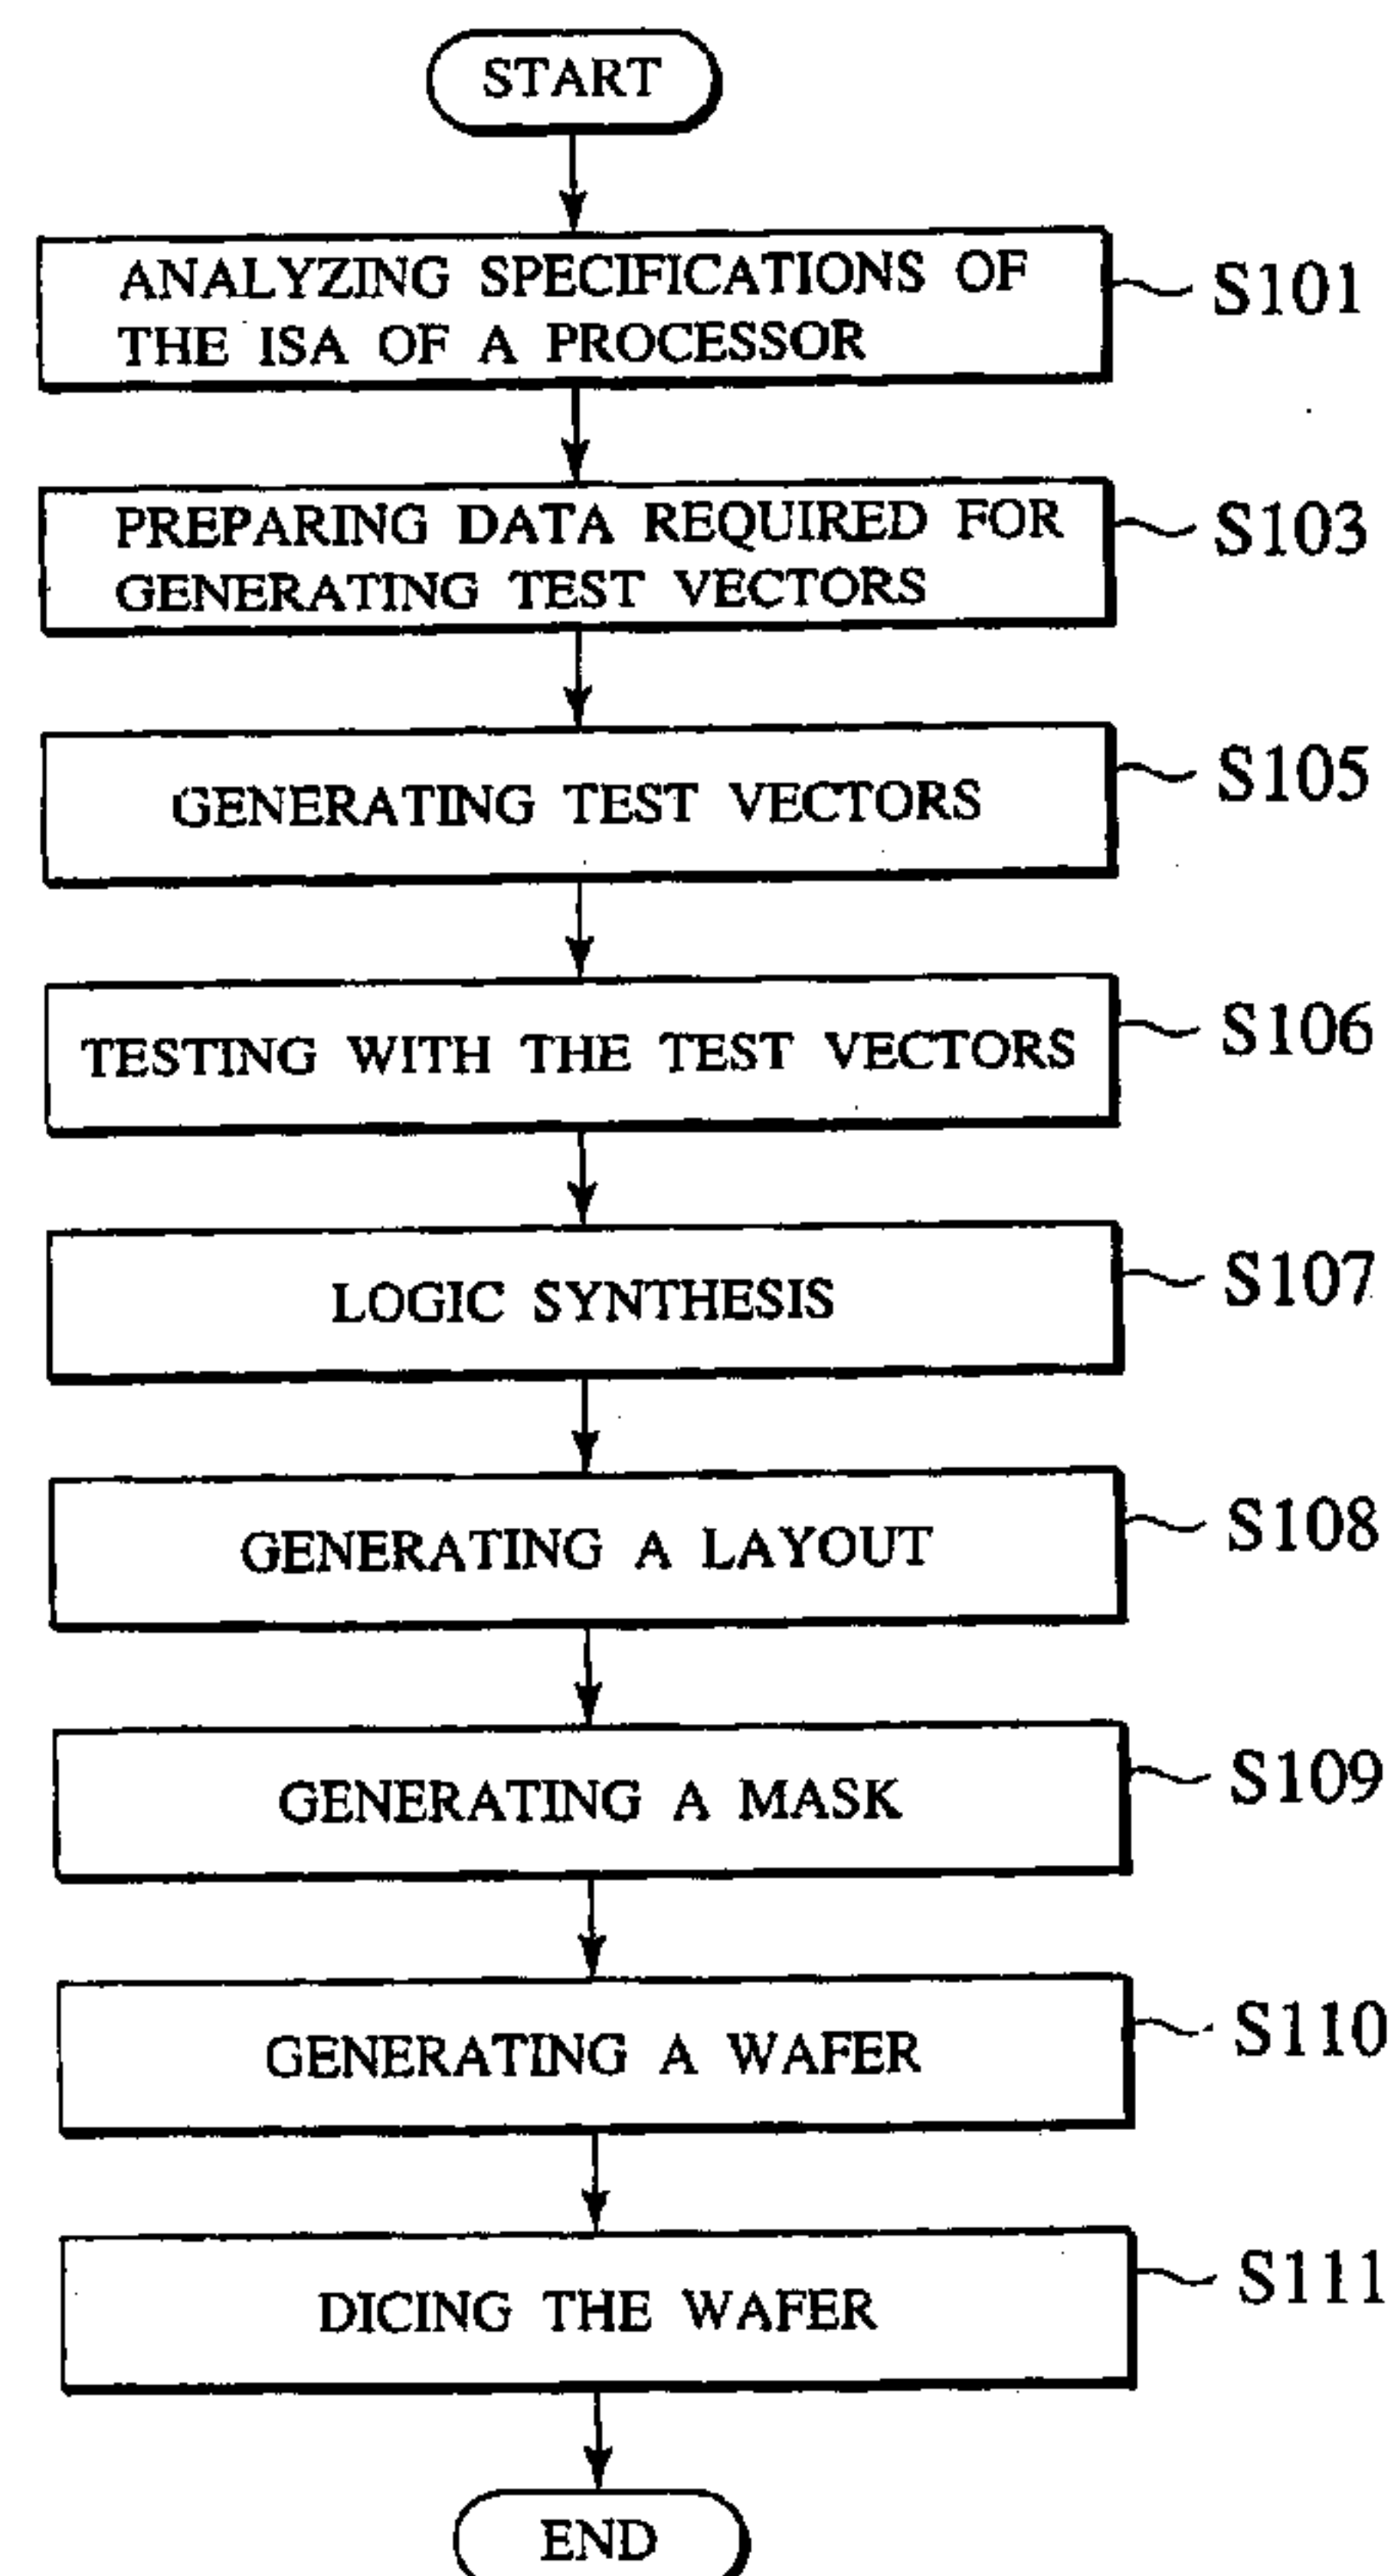 START
ANALYZING SPECIFICATIONS OF
THE ISA OF A PROCESSOR
S101
PREPARING DATA REQUIRED FOR
GENERATING TEST VECTORS
S103
GENERATING TEST VECTORS
S105
TESTING WITH THE TEST VECTORS
S106
LOGIC SYNTHESIS
S107
GENERATING A LAYOUT
S108
GENERATING A MASK
S109
GENERATING A WAFER
S110
DICING THE WAFER
S111
END